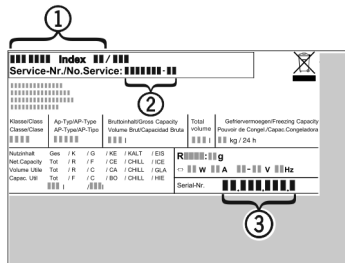 1
Index /
Service-Nr./No.Service: -
2
Klasse/Class Ap-Typ/AP-Type Bruttoinhalt/Gross Capacity Total Gefriervermoegen/Freezing Capacity
Classe/Clase AP-Type/AP-Tipo Volume Brut/Capacidad Bruta volume Pouvoir de Congel./Capac.Congeladora
l l kg / 24 h
Nutzinhalt Ges / K / G / KE / KALT / EIS
Net.Capacity Tot / R / F / CE / CHILL / ICE
Volume Utile Tot / R / C / CA / CHILL / GLA
Capac. Util Tot / F / C / BO / CHILL / HIE
l / l
R : g
W A - V Hz
Serial-Nr. . . .
3